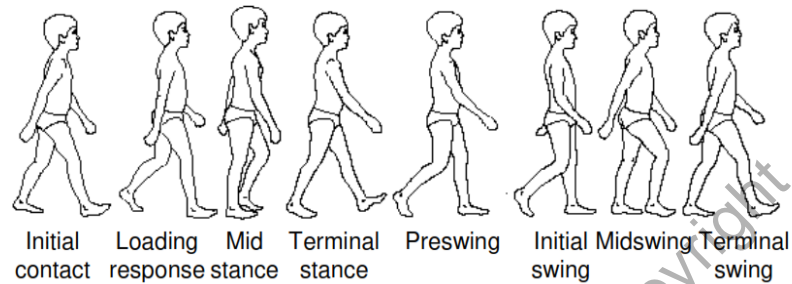 Initial contact
Loading response
Mid stance
Terminal stance
Preswing
Initial swing
Midswing
Terminal swing